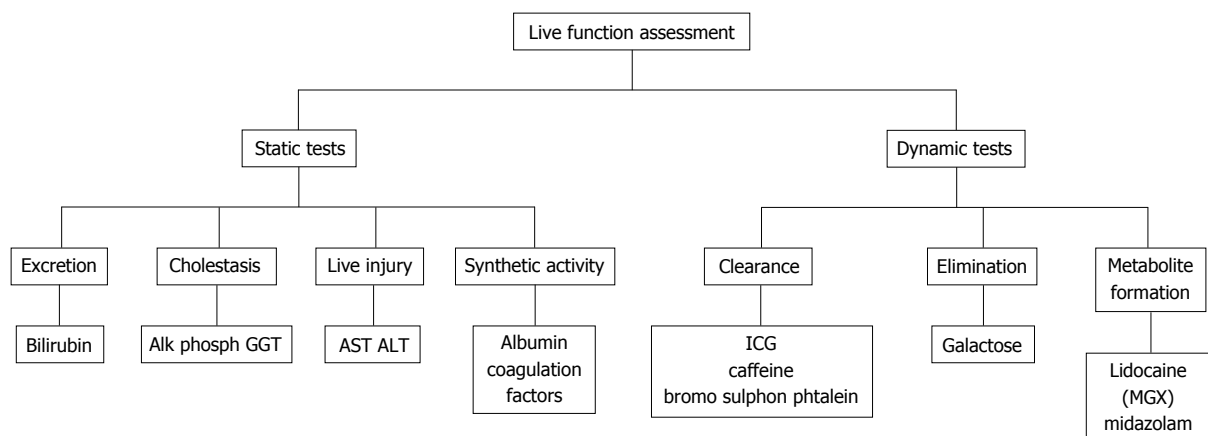 Live function assessment
Static tests
Dynamic tests
Excretion
Cholestasis
Live injury
Synthetic activity
Clearance
Elimination
Metabolite
formation
Bilirubin
Alk phosph GGT
AST ALT
Albumin
coagulation
factors
ICG
caffeine
bromo sulphon phtalein
Galactose
Lidocaine
(MGX)
midazolam